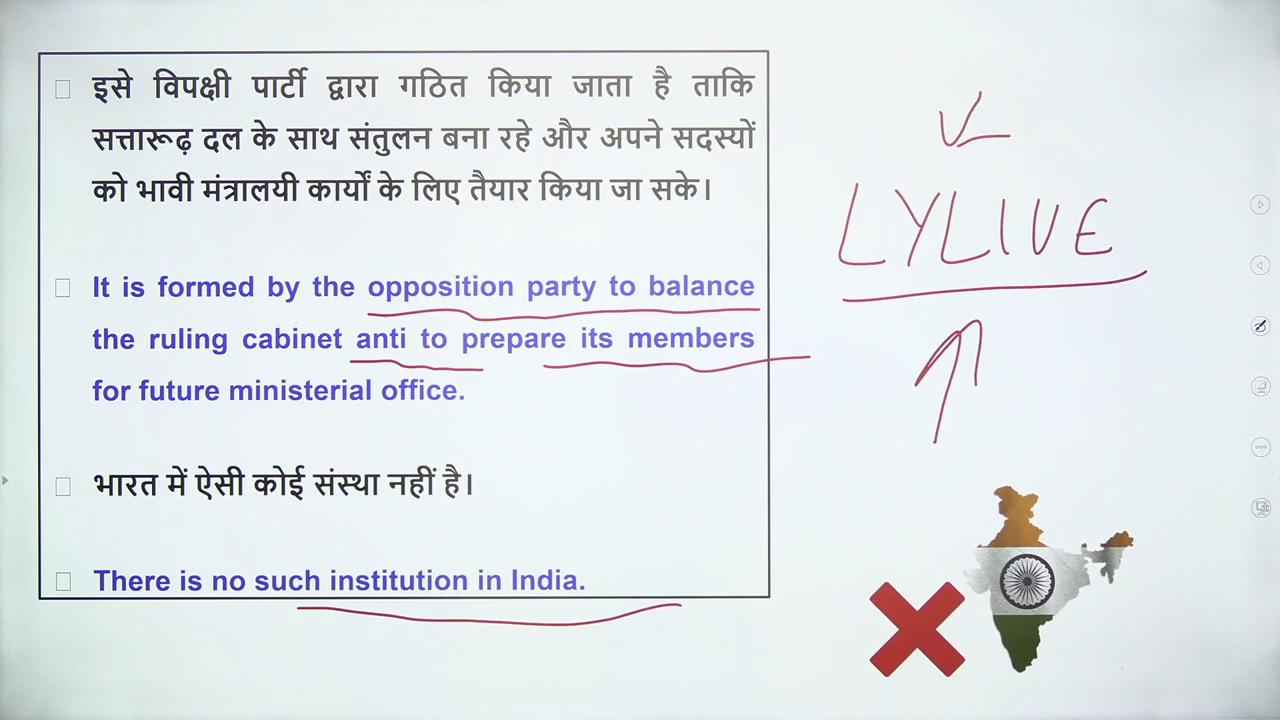 इसे विपक्षी पार्टी द्वारा गठित किया जाता है ताकि
सत्तारूढ़ दल के साथ संतुलन बना रहे और अपने सदस्यों
को भावी मंत्रालयी कार्यों के लिए तैयार किया जा सके।
It is formed by the opposition party to balance
the ruling cabinet anti to prepare its members
for future ministerial office.
भारत में ऐसी कोई संस्था नहीं है।
There is no such institution in India.
LYLIVE